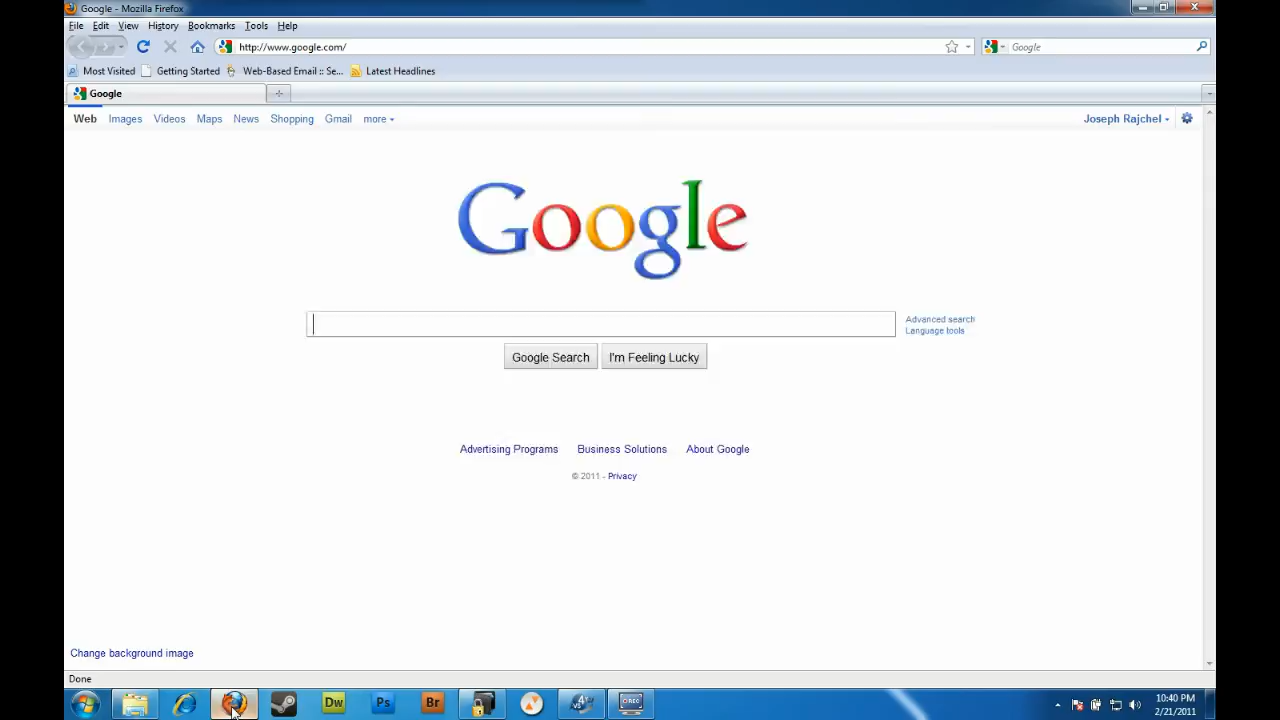 Google - Mozilla Firefox
File Edit View History Bookmarks Tools Help
http://www.google.com/ Google
Most Visited Getting Started Web-Based Email :: Se... Latest Headlines
Google
Web Images Videos Maps News Shopping Gmail more Joseph Rajchel
Google
Advanced search
Language tools
Google Search I'm Feeling Lucky
Advertising Programs Business Solutions About Google
© 2011 - Privacy
Change background image
Done
Dw Ps Br
10:40 PM
2/21/2011